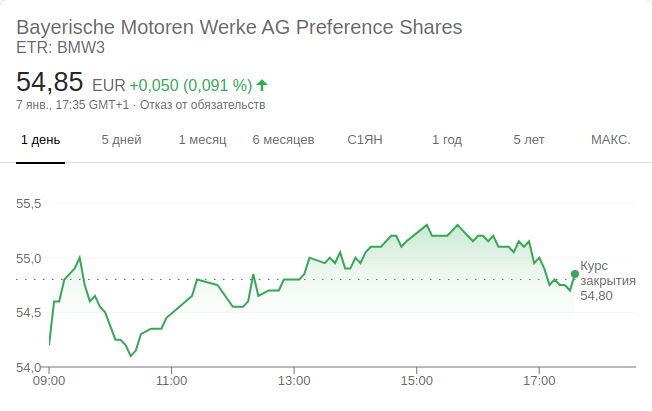 Bayerische Motoren Werke AG Preference Shares
ETR: BMW3
54,85 EUR +0,050 (0,091 %)
7 янв., 17:35 GMT+1 · Отказ от обязательств
1 день 5 дней 1 месяц 6 месяцев С1ЯН 1 год 5 лет МАКС.
55,5
55,0
54,5
54,0
Курс
закрытия
54,80
09:00 11:00 13:00 15:00 17:00